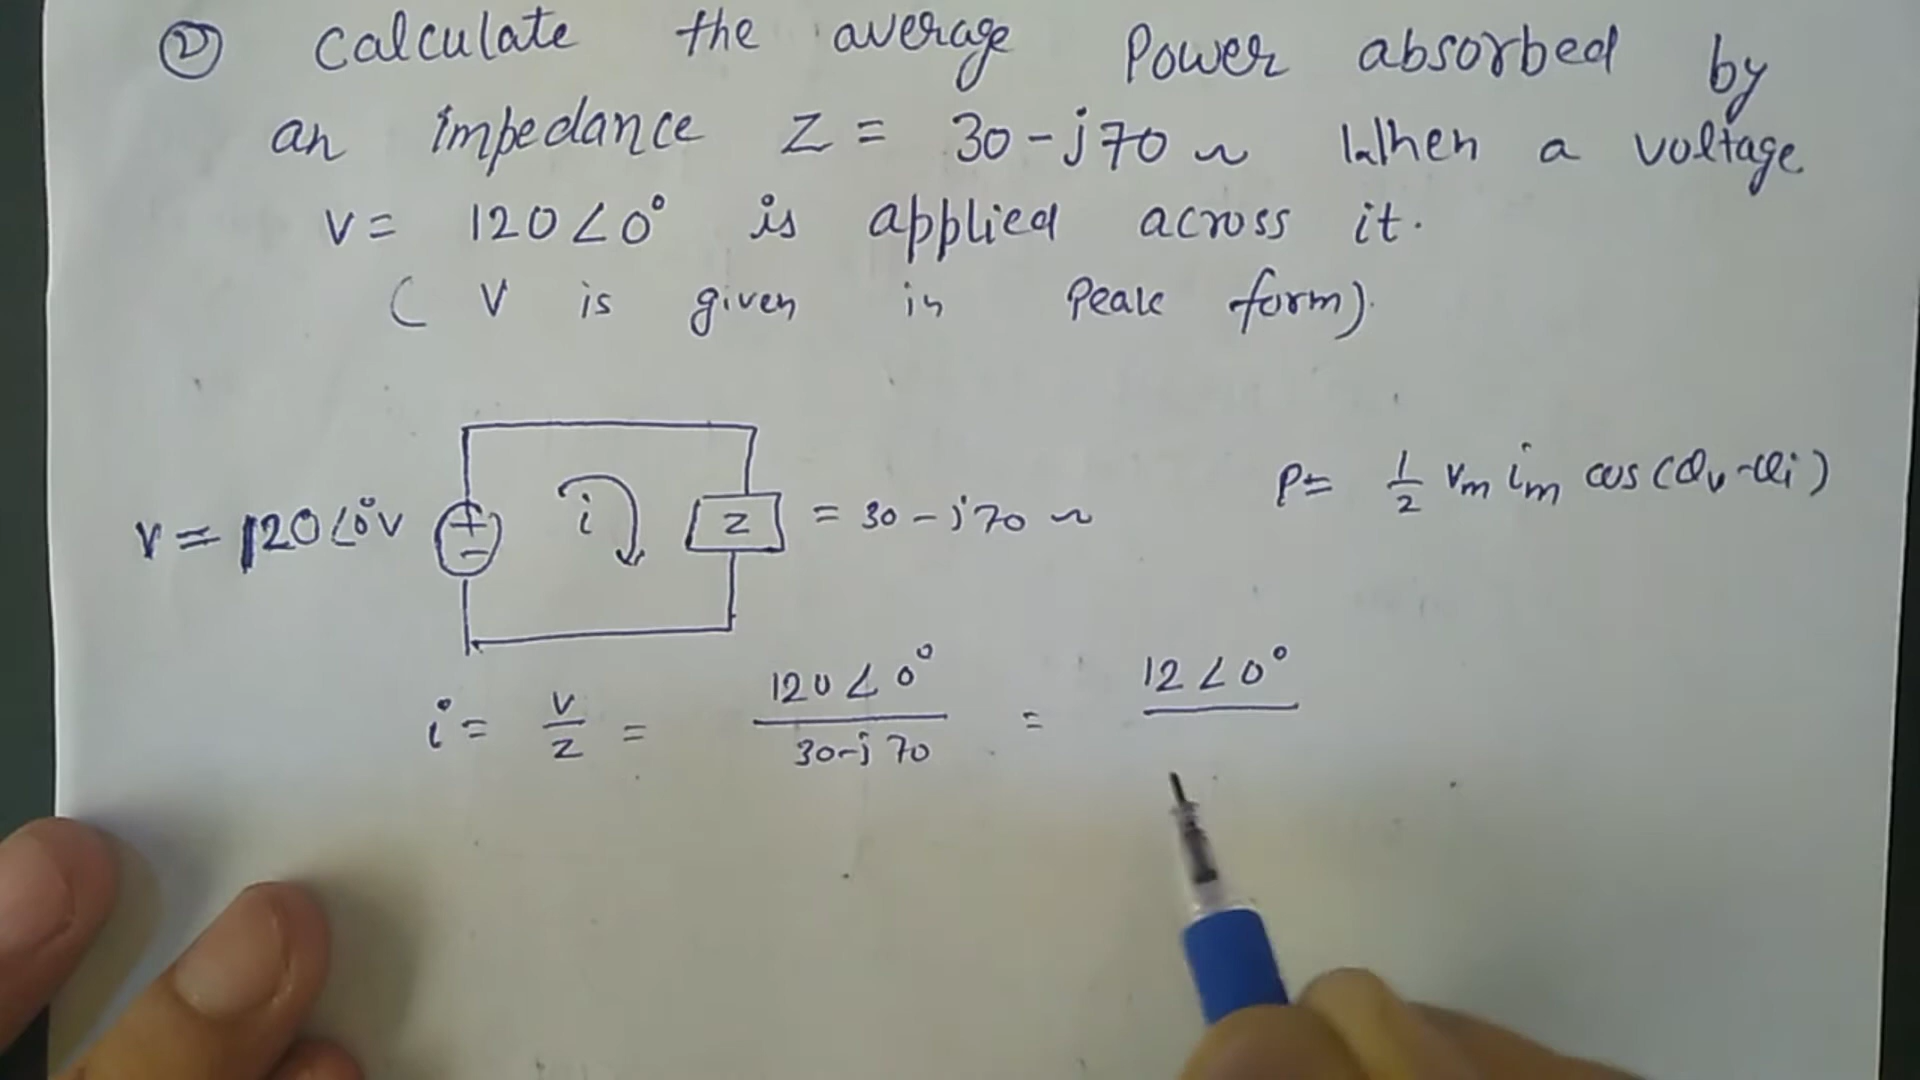 ② Calculate the average Power absorbed by
an impedance Z = 30 - j70 Ω When a voltage
V = 120∠0° is applied across it.
( V is given in Peak form).
V = 120∠0° V
+
-
i
Z
= 30 - j70 Ω
P = 1/2 Vm im cos(θv - θi)
i = V/Z = 120∠0° / 30-j70 = 12∠0°